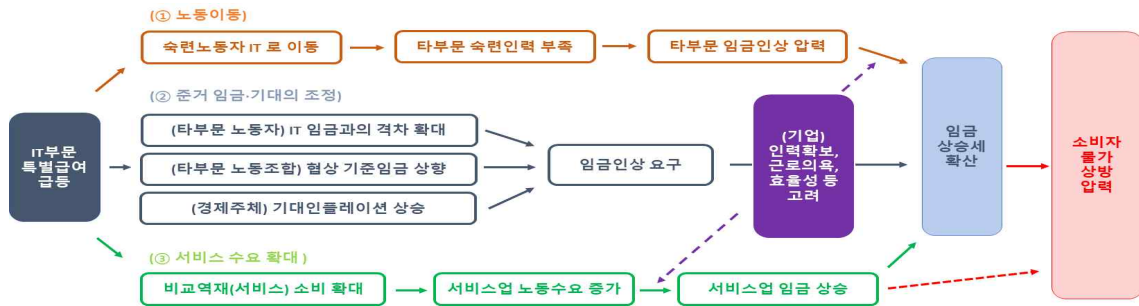 (① 노동이동)
숙련노동자 IT 로 이동
타부문 숙련인력 부족
타부문 임금인상 압력
(② 준거 임금·기대의 조정)
IT부문
특별급여
급등
(타부문 노동자) IT 임금과의 격차 확대
(타부문 노동조합) 협상 기준임금 상향
(경제주체) 기대인플레이션 상승
임금인상 요구
(기업)
인력확보,
근로의욕,
효율성 등
고려
임금
상승세
확산
소비자
물가
상방
압력
(③ 서비스 수요 확대 )
비교역재(서비스) 소비 확대
서비스업 노동수요 증가
서비스업 임금 상승